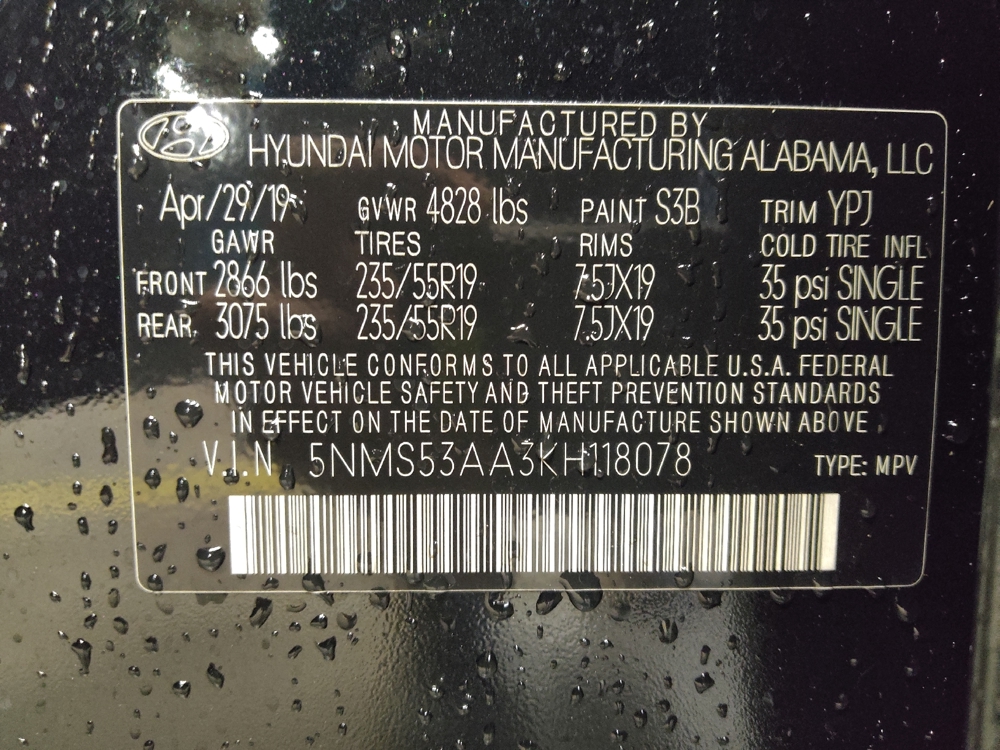 MANUFACTURED BY
HYUNDAI MOTOR MANUFACTURING ALABAMA, LLC
Apr/29/19 GVWR 4828 lbs PAINT S3B TRIM YPJ
GAWR TIRES RIMS COLD TIRE INFL
FRONT 2866 lbs 235/55R19 7.5JX19 35 psi SINGLE
REAR 3075 lbs 235/55R19 7.5JX19 35 psi SINGLE
THIS VEHICLE CONFORMS TO ALL APPLICABLE U.S.A. FEDERAL
MOTOR VEHICLE SAFETY AND THEFT PREVENTION STANDARDS
IN EFFECT ON THE DATE OF MANUFACTURE SHOWN ABOVE.
V.I.N 5NMS53AA3KH118078 TYPE: MPV